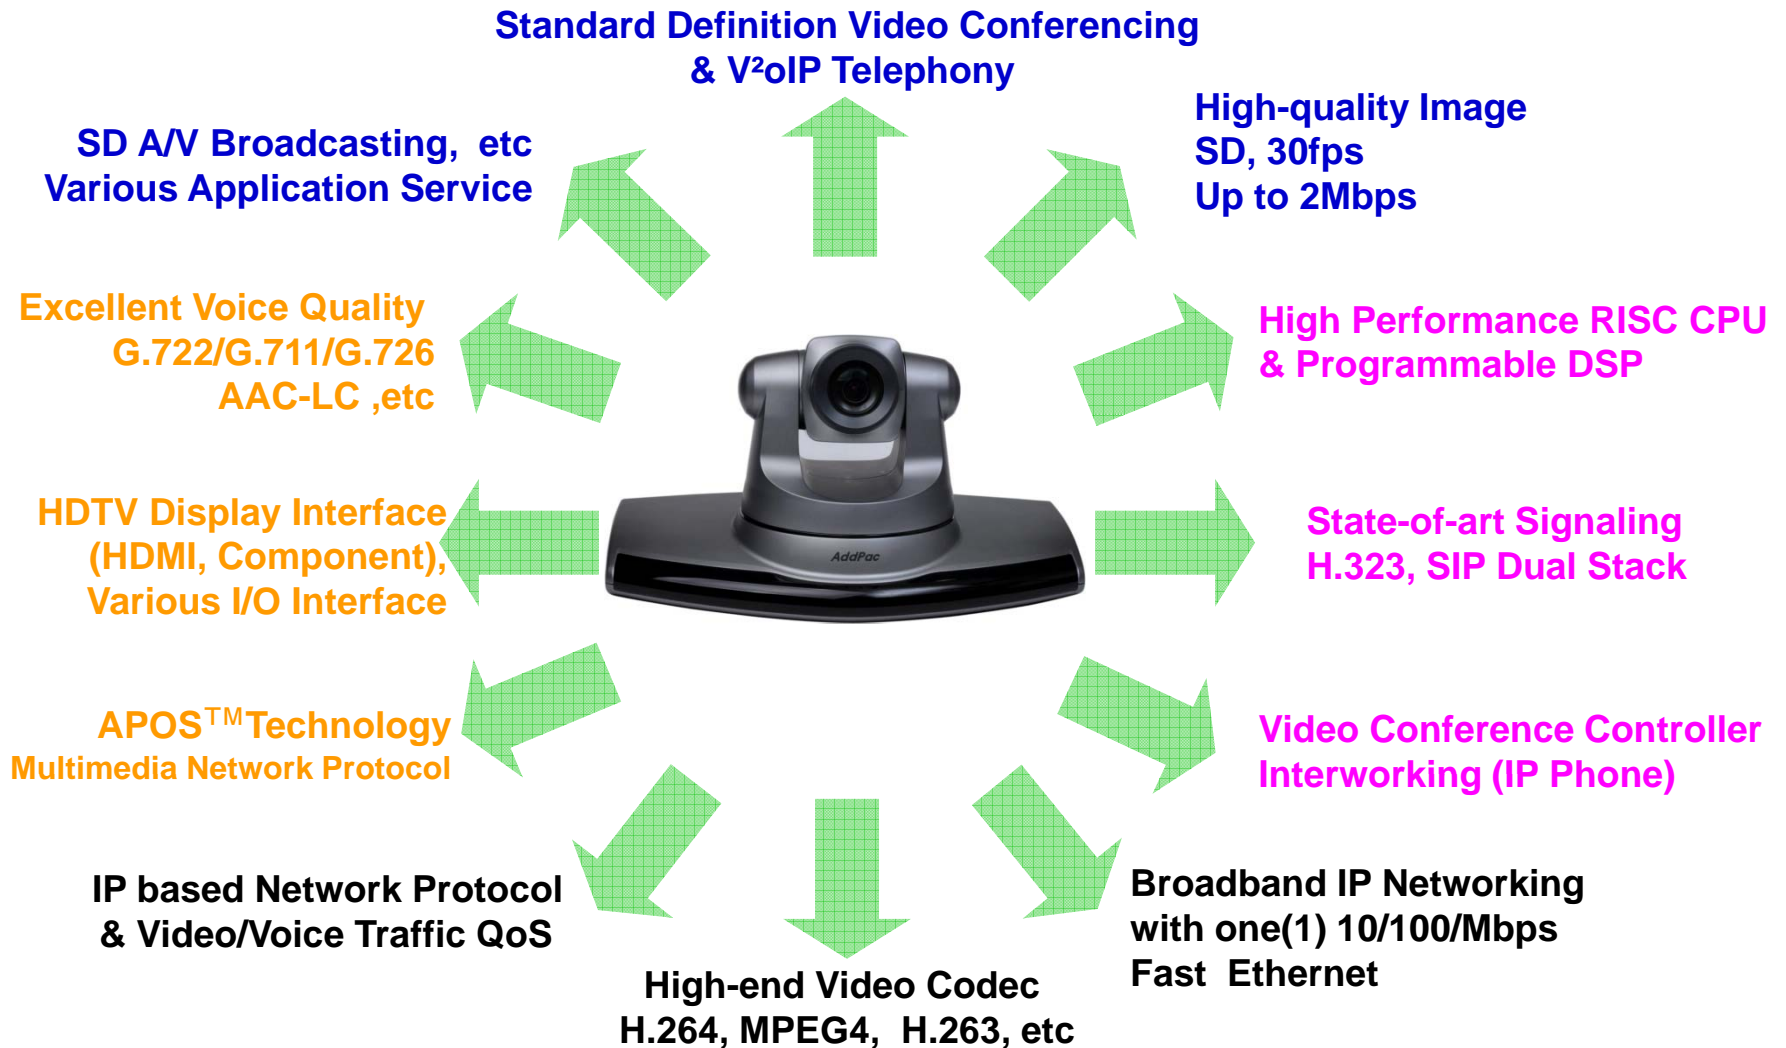 Standard Definition Video Conferencing
& V²oIP Telephony
High-quality Image
SD, 30fps
Up to 2Mbps
SD A/V Broadcasting, etc
Various Application Service
Excellent Voice Quality
G.722/G.711/G.726
AAC-LC ,etc
High Performance RISC CPU
& Programmable DSP
HDTV Display Interface
(HDMI, Component),
Various I/O Interface
AddPac
State-of-art Signaling
H.323, SIP Dual Stack
APOS™Technology
Multimedia Network Protocol
Video Conference Controller
Interworking (IP Phone)
IP based Network Protocol
& Video/Voice Traffic QoS
Broadband IP Networking
with one(1) 10/100/Mbps
Fast Ethernet
High-end Video Codec
H.264, MPEG4, H.263, etc